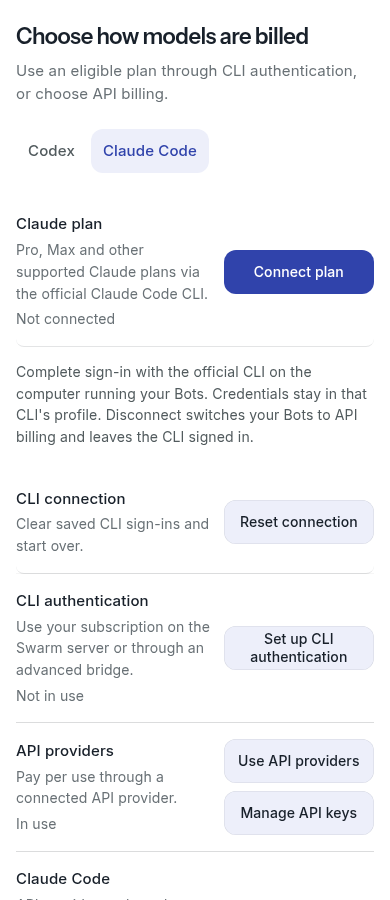 Choose how models are billed
Use an eligible plan through CLI authentication,
or choose API billing.
Codex
Claude Code
Claude plan
Pro, Max and other
supported Claude plans via
the official Claude Code CLI.
Not connected
Connect plan
Complete sign-in with the official CLI on the
computer running your Bots. Credentials stay in that
CLI's profile. Disconnect switches your Bots to API
billing and leaves the CLI signed in.
CLI connection
Clear saved CLI sign-ins and
start over.
Reset connection
CLI authentication
Use your subscription on the
Swarm server or through an
advanced bridge.
Not in use
Set up CLI
authentication
API providers
Pay per use through a
connected API provider.
In use
Use API providers
Manage API keys
Claude Code